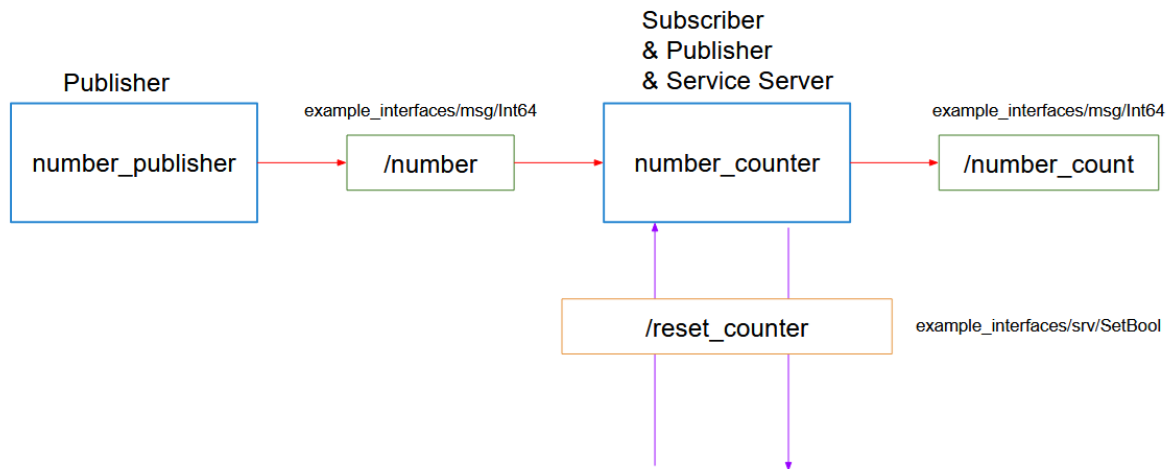 Publisher
number_publisher
example_interfaces/msg/Int64
/number
Subscriber
& Publisher
& Service Server
number_counter
example_interfaces/msg/Int64
/number_count
/reset_counter
example_interfaces/srv/SetBool